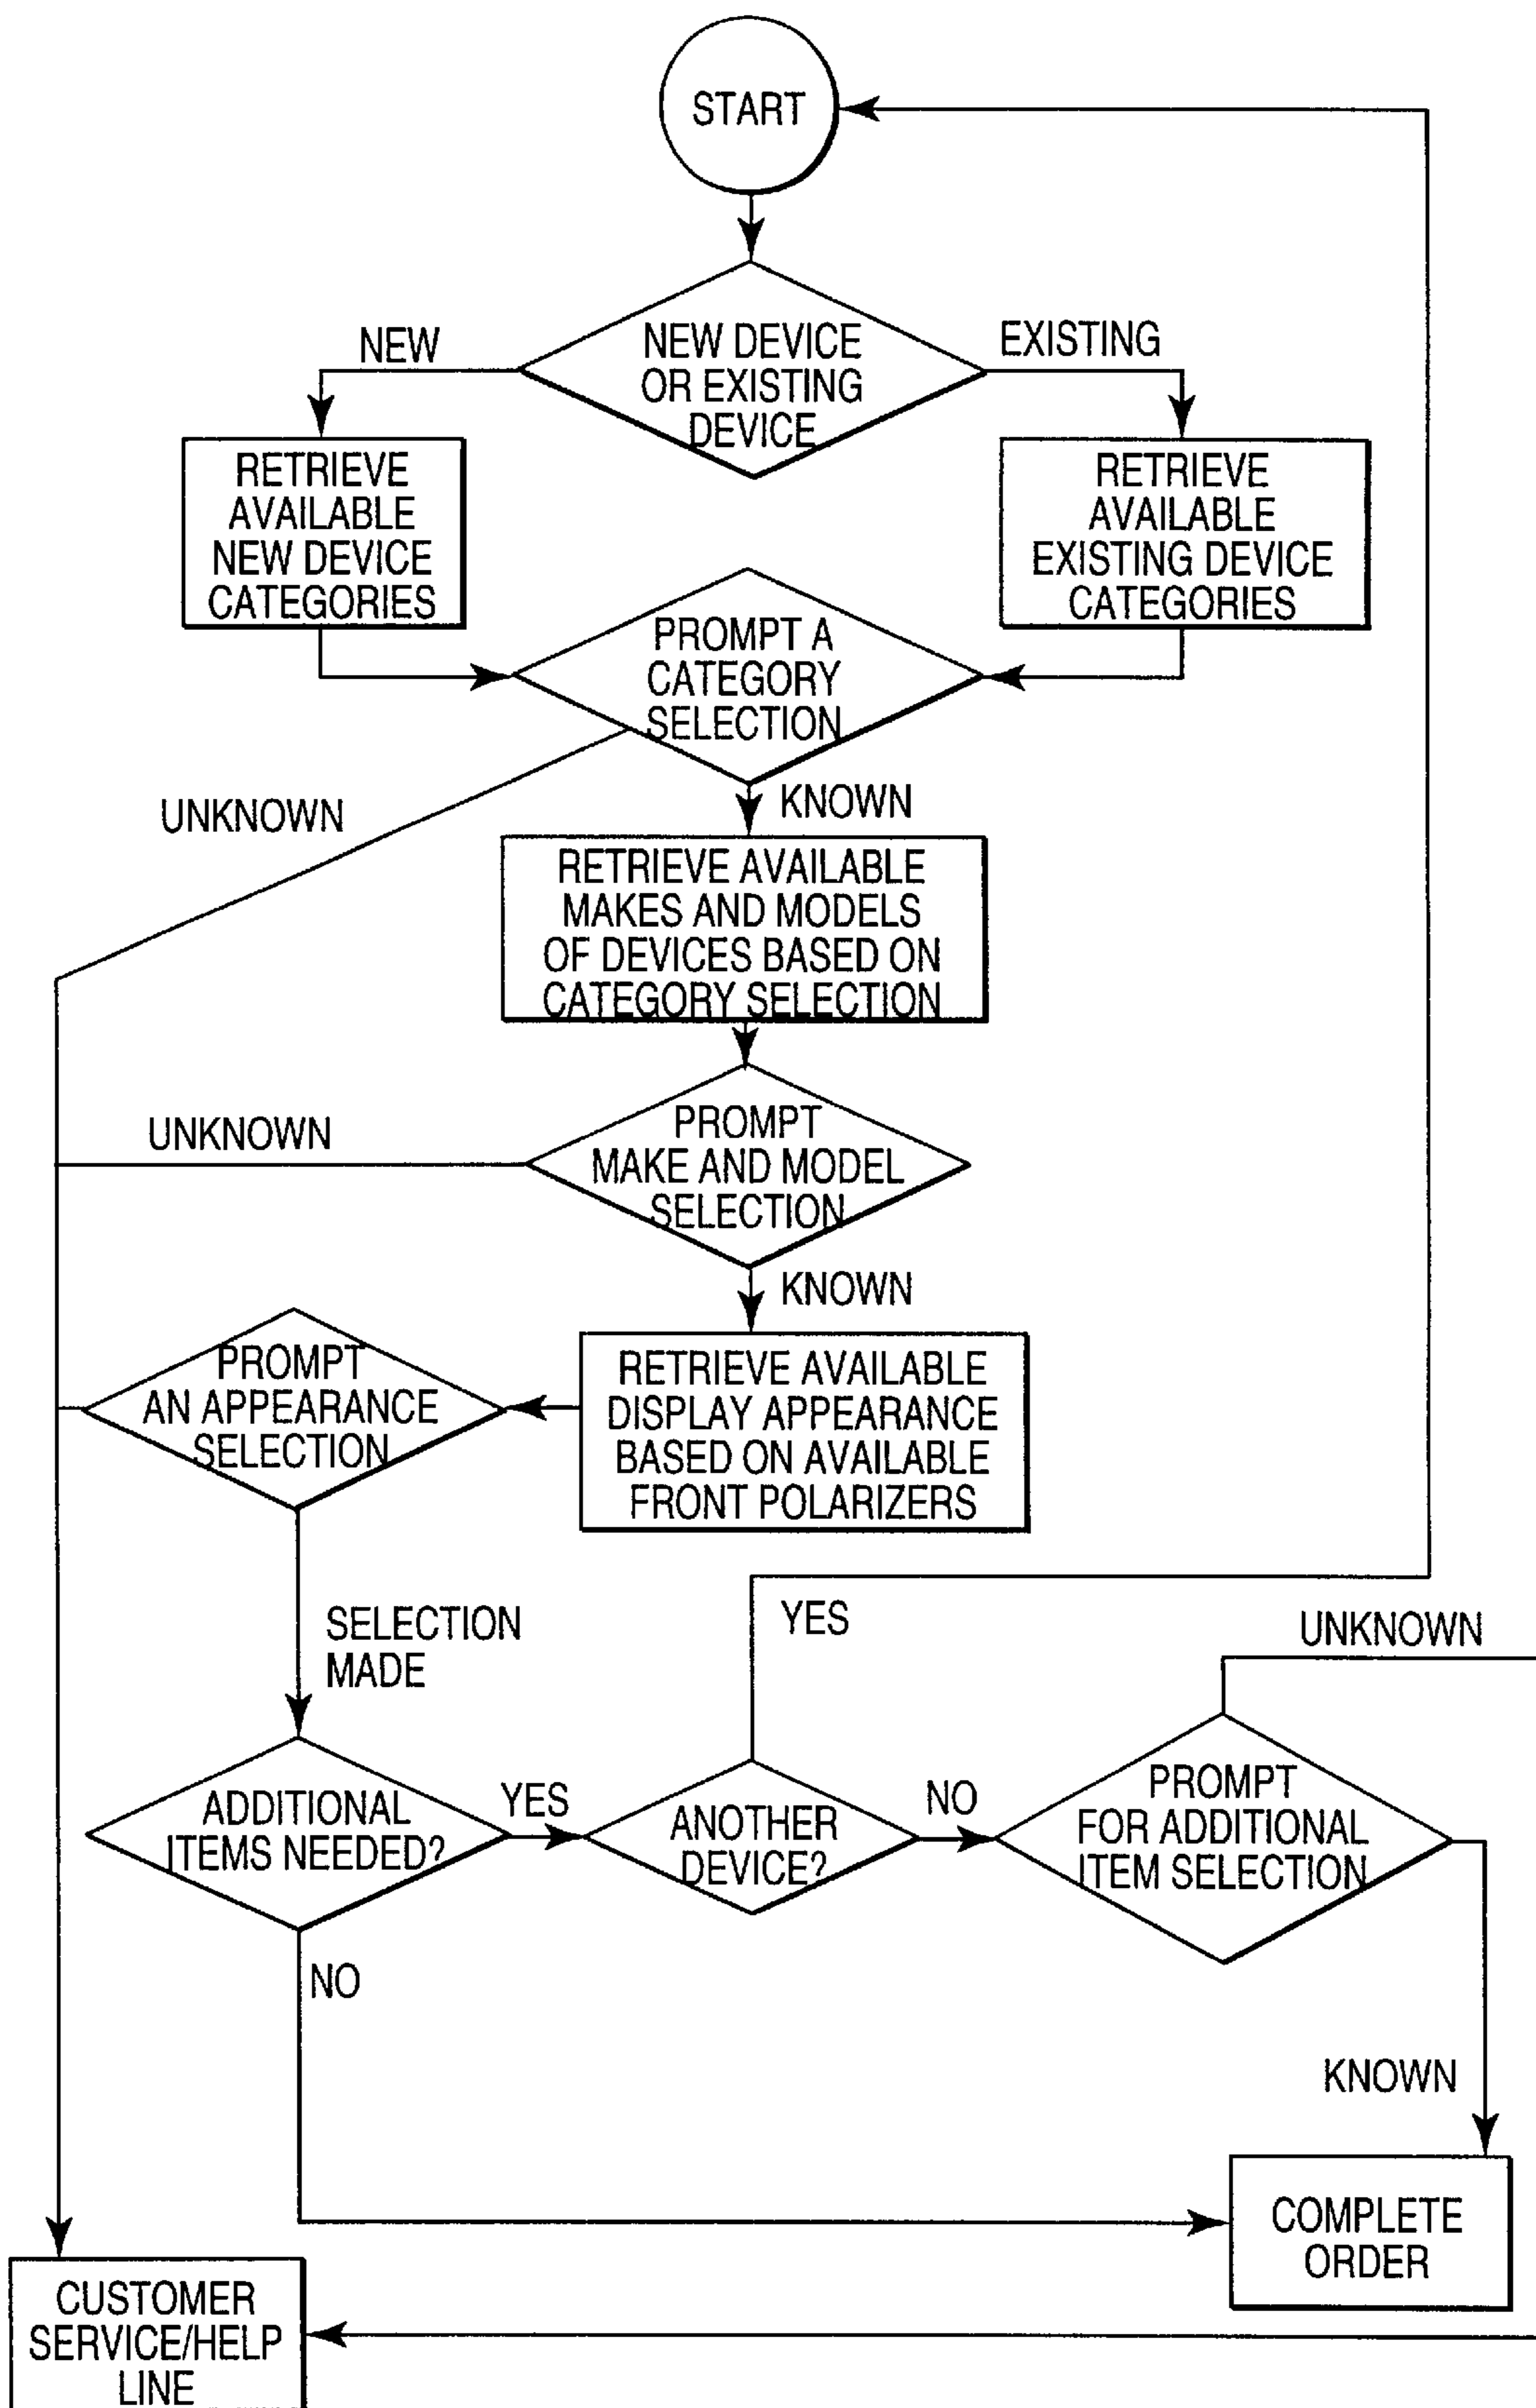 START
NEW DEVICE
OR EXISTING
DEVICE
NEW
EXISTING
RETRIEVE
AVAILABLE
NEW DEVICE
CATEGORIES
RETRIEVE
AVAILABLE
EXISTING DEVICE
CATEGORIES
PROMPT A
CATEGORY
SELECTION
UNKNOWN
KNOWN
RETRIEVE AVAILABLE
MAKES AND MODELS
OF DEVICES BASED ON
CATEGORY SELECTION
UNKNOWN
PROMPT
MAKE AND MODEL
SELECTION
KNOWN
PROMPT
AN APPEARANCE
SELECTION
RETRIEVE AVAILABLE
DISPLAY APPEARANCE
BASED ON AVAILABLE
FRONT POLARIZERS
SELECTION
MADE
YES
UNKNOWN
ADDITIONAL
ITEMS NEEDED?
YES
ANOTHER
DEVICE?
NO
PROMPT
FOR ADDITIONAL
ITEM SELECTION
NO
KNOWN
COMPLETE
ORDER
CUSTOMER
SERVICE/HELP
LINE